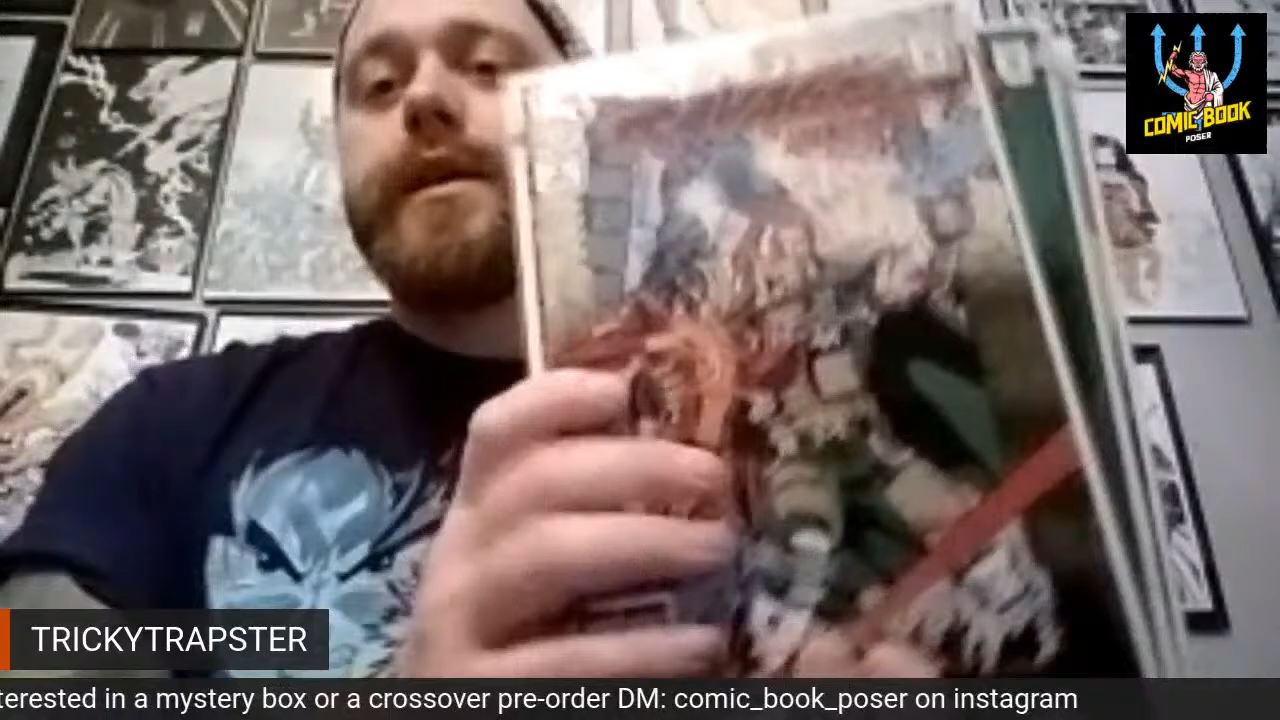 COMIC BOOK
POSER
TRICKYTRAPSTER
terested in a mystery box or a crossover pre-order DM: comic_book_poser on instagram